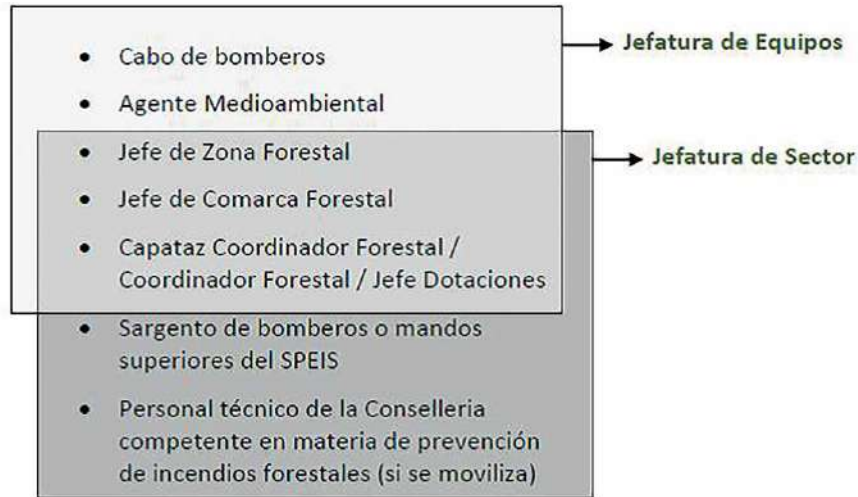 Jefatura de Equipos
• Cabo de bomberos
• Agente Medioambiental
Jefatura de Sector
• Jefe de Zona Forestal
• Jefe de Comarca Forestal
• Capataz Coordinador Forestal /
Coordinador Forestal / Jefe Dotaciones
• Sargento de bomberos o mandos
superiores del SPEIS
• Personal técnico de la Conselleria
competente en materia de prevención
de incendios forestales (si se moviliza)